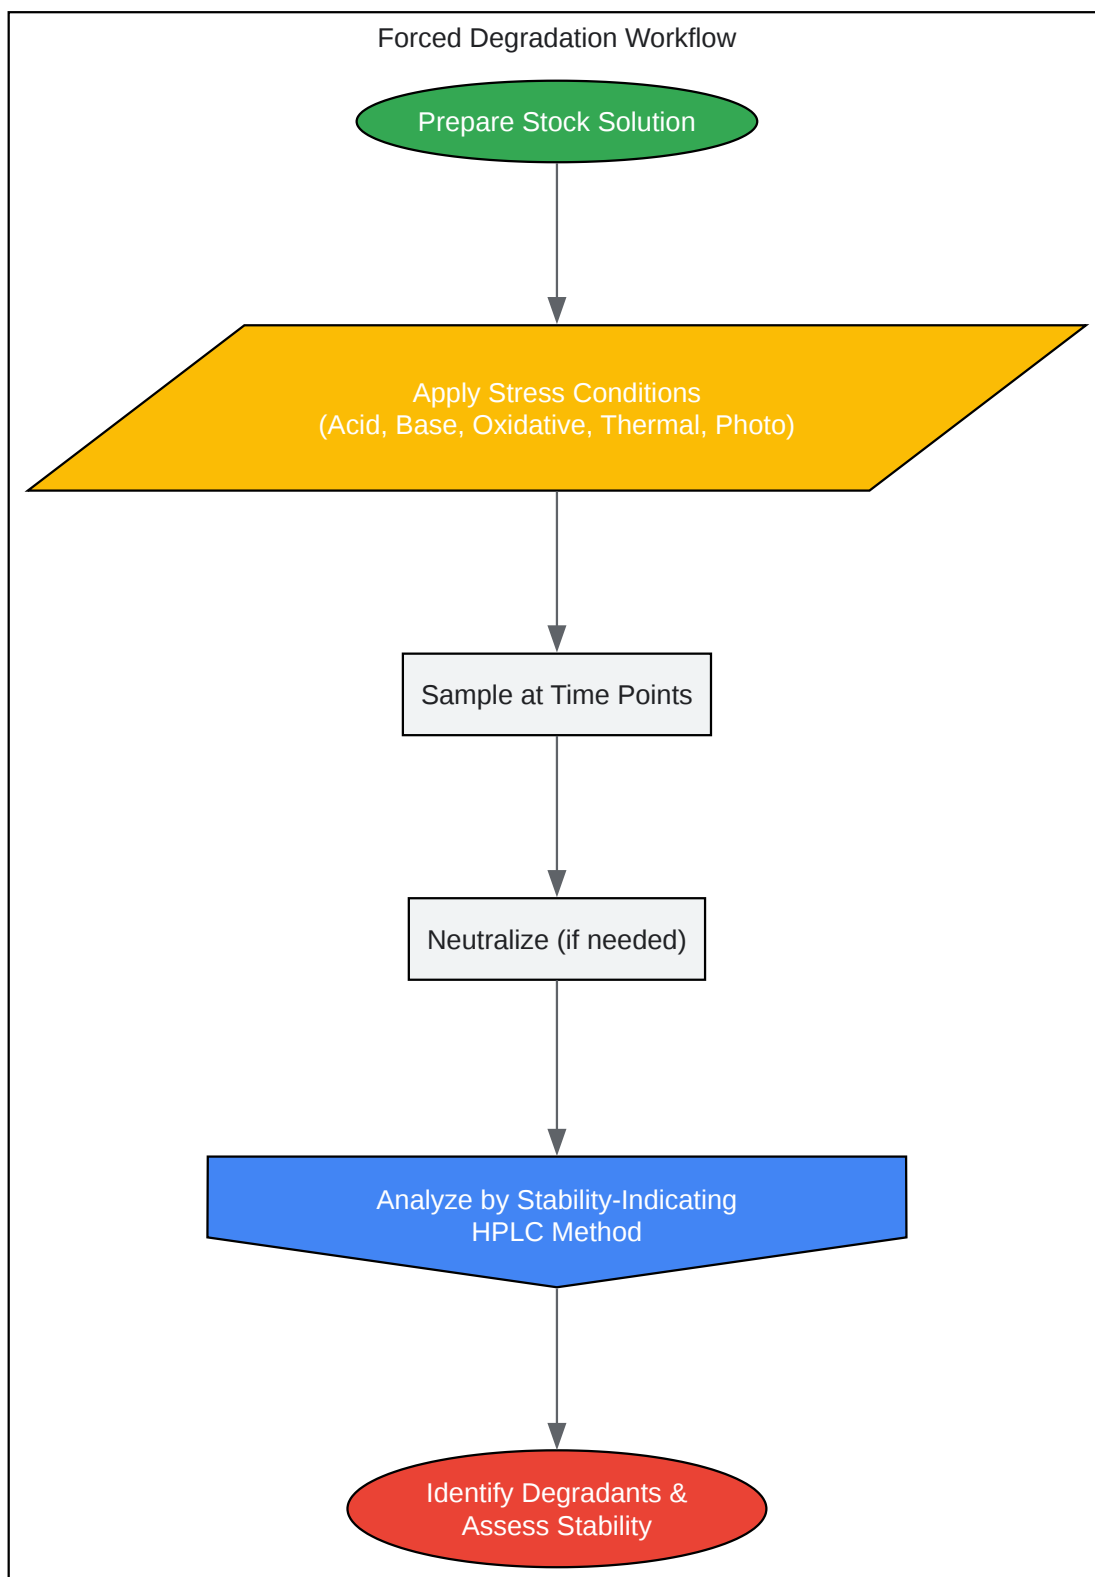 Forced Degradation Workflow
Prepare Stock Solution
Apply Stress Conditions
(Acid, Base, Oxidative, Thermal, Photo)
Sample at Time Points
Neutralize (if needed)
Analyze by Stability-Indicating
HPLC Method
Identify Degradants &
Assess Stability